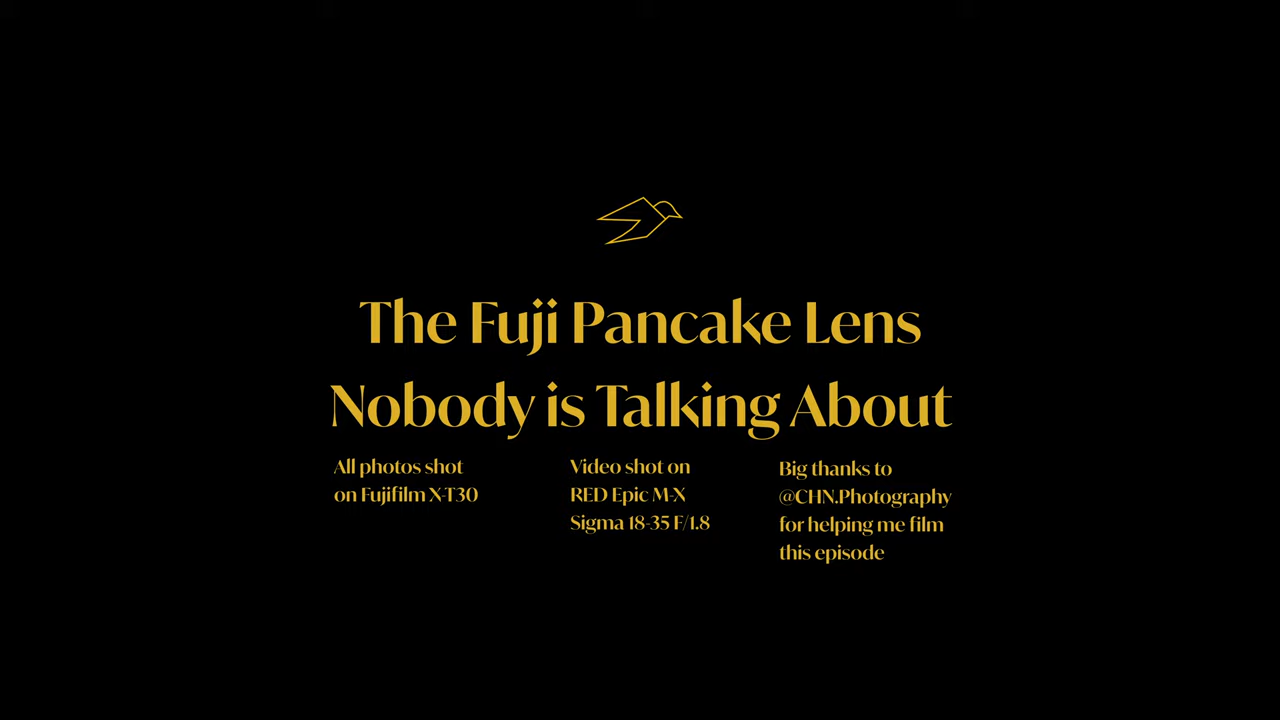 The Fuji Pancake Lens
Nobody is Talking About
All photos shot
on Fujifilm X-T30
Video shot on
RED Epic M-X
Sigma 18-35 F/1.8
Big thanks to
@CHN.Photography
for helping me film
this episode